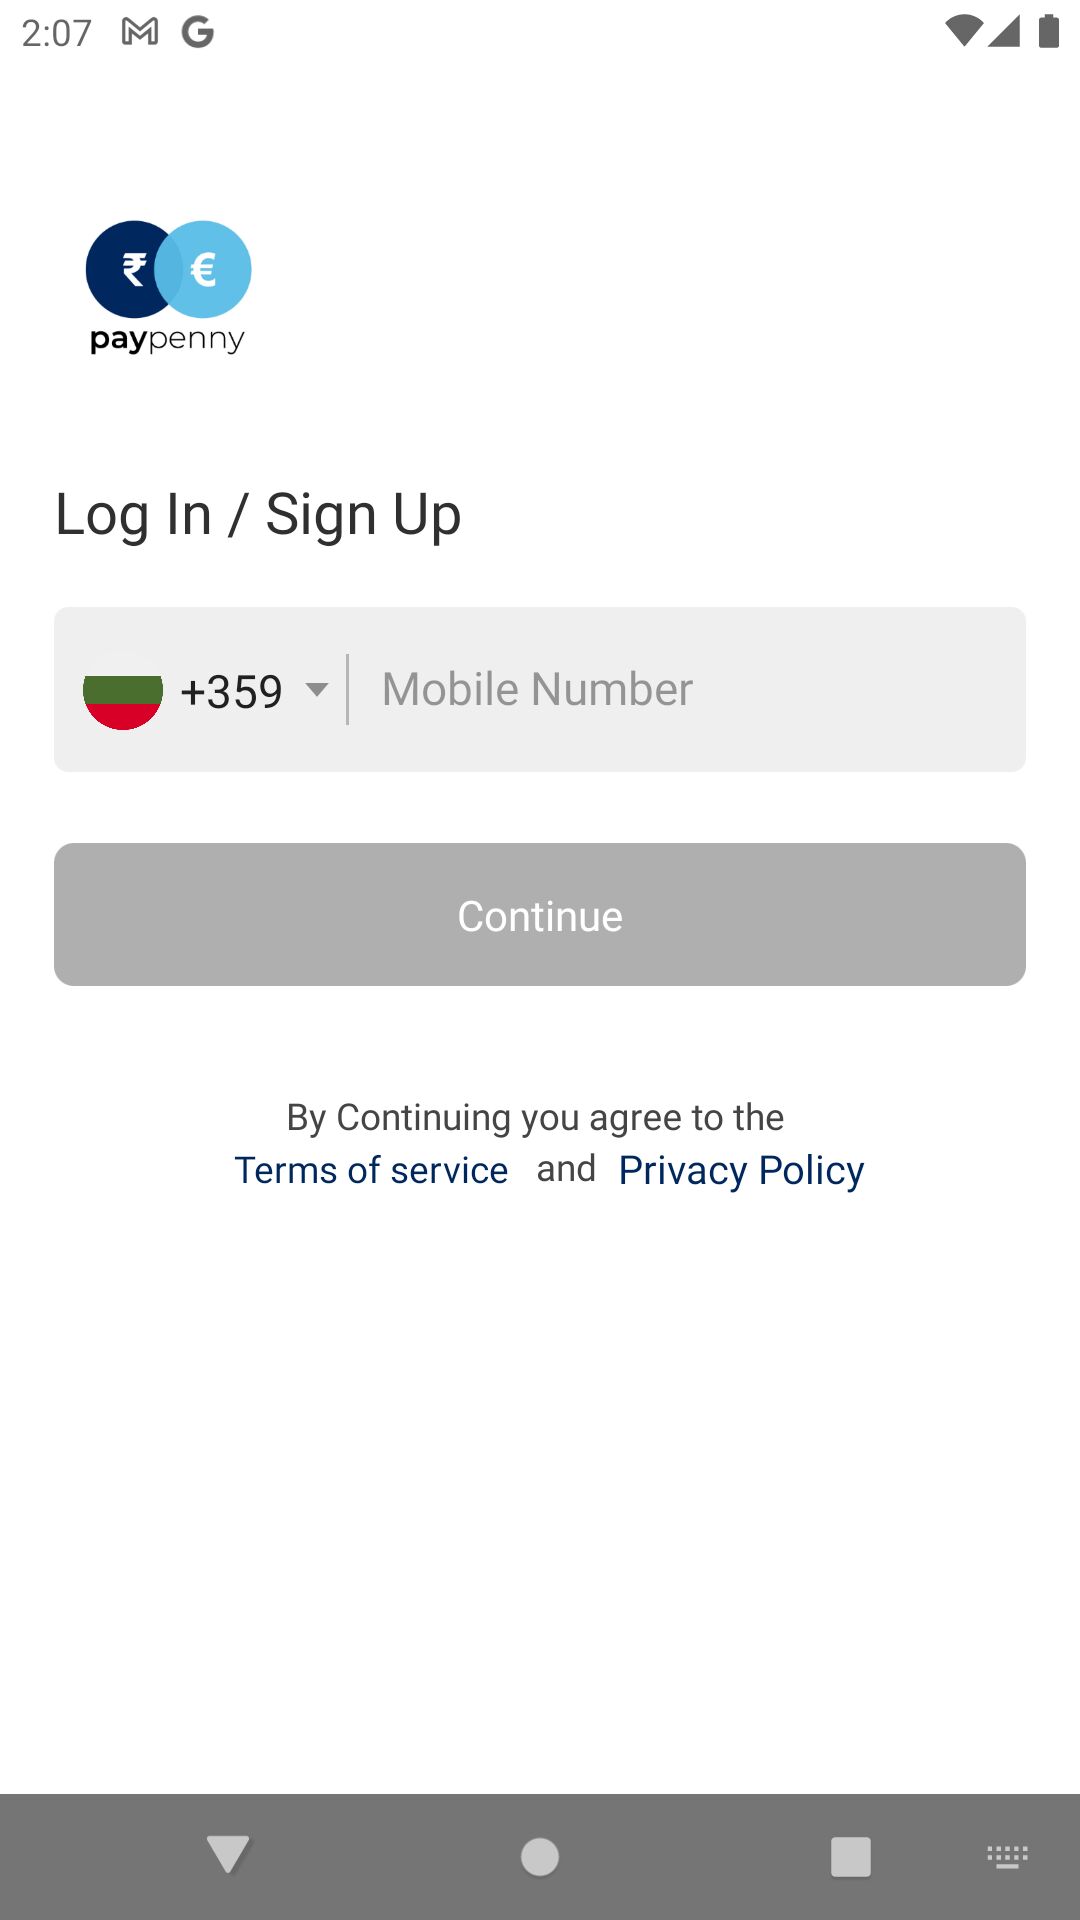 2:07
₹ €
paypenny
Log In / Sign Up
+359 Mobile Number
Continue
By Continuing you agree to the
Terms of service and Privacy Policy